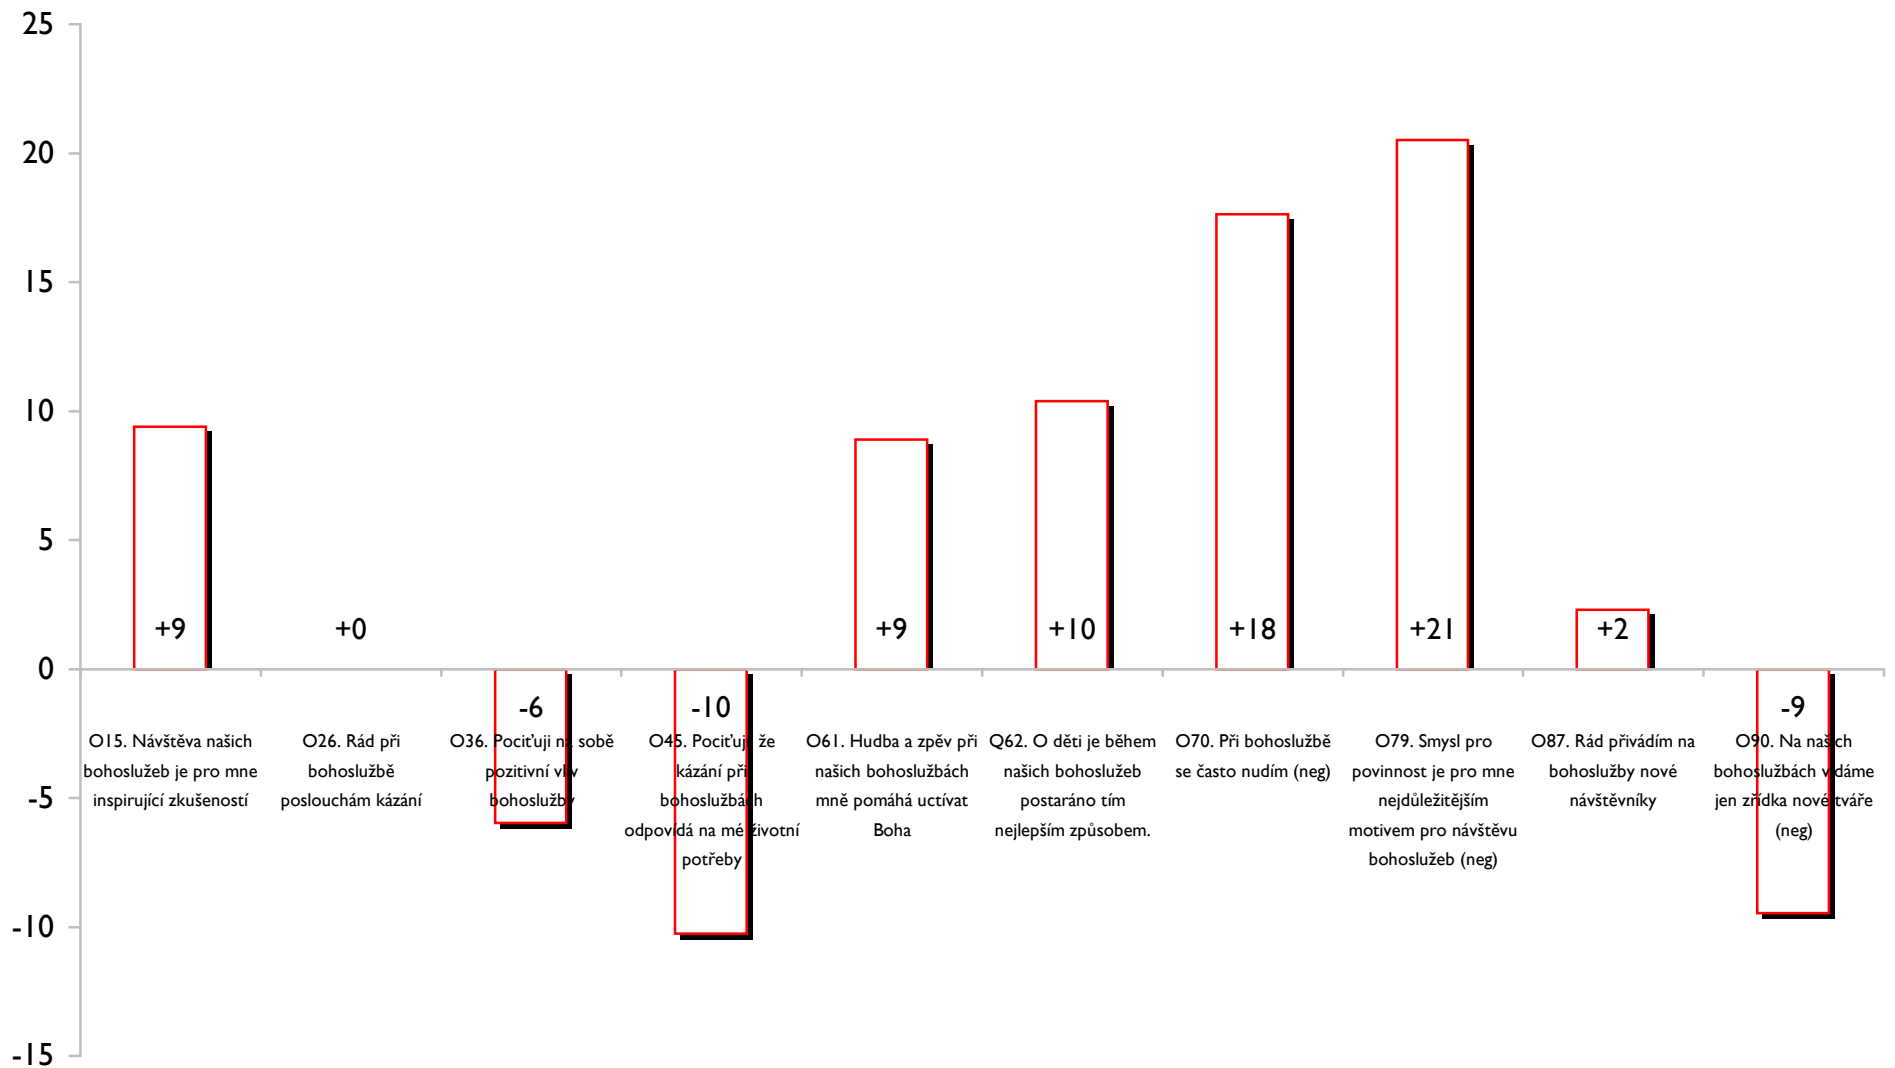 25
20
15
10
5
0
-5
-10
-15
+9
+0
-6
-10
+9
+10
+18
+21
+2
-9
O15. Návštěva našich
bohoslužeb je pro mne
inspirující zkušeností
O26. Rád při
bohoslužbě
poslouchám kázání
O36. Pociťuji na sobě
pozitivní vliv
bohoslužby
O45. Pociťuji, že
kázání při
bohoslužbách
odpovídá na mé životní
potřeby
O61. Hudba a zpěv při
našich bohoslužbách
mně pomáhá uctívat
Boha
Q62. O děti je během
našich bohoslužeb
postaráno tím
nejlepším způsobem.
O70. Při bohoslužbě
se často nudím (neg)
O79. Smysl pro
povinnost je pro mne
nejdůležitějším
motivem pro návštěvu
bohoslužeb (neg)
O87. Rád přivádím na
bohoslužby nové
návštěvníky
O90. Na našich
bohoslužbách vídáme
jen zřídka nové tváře
(neg)